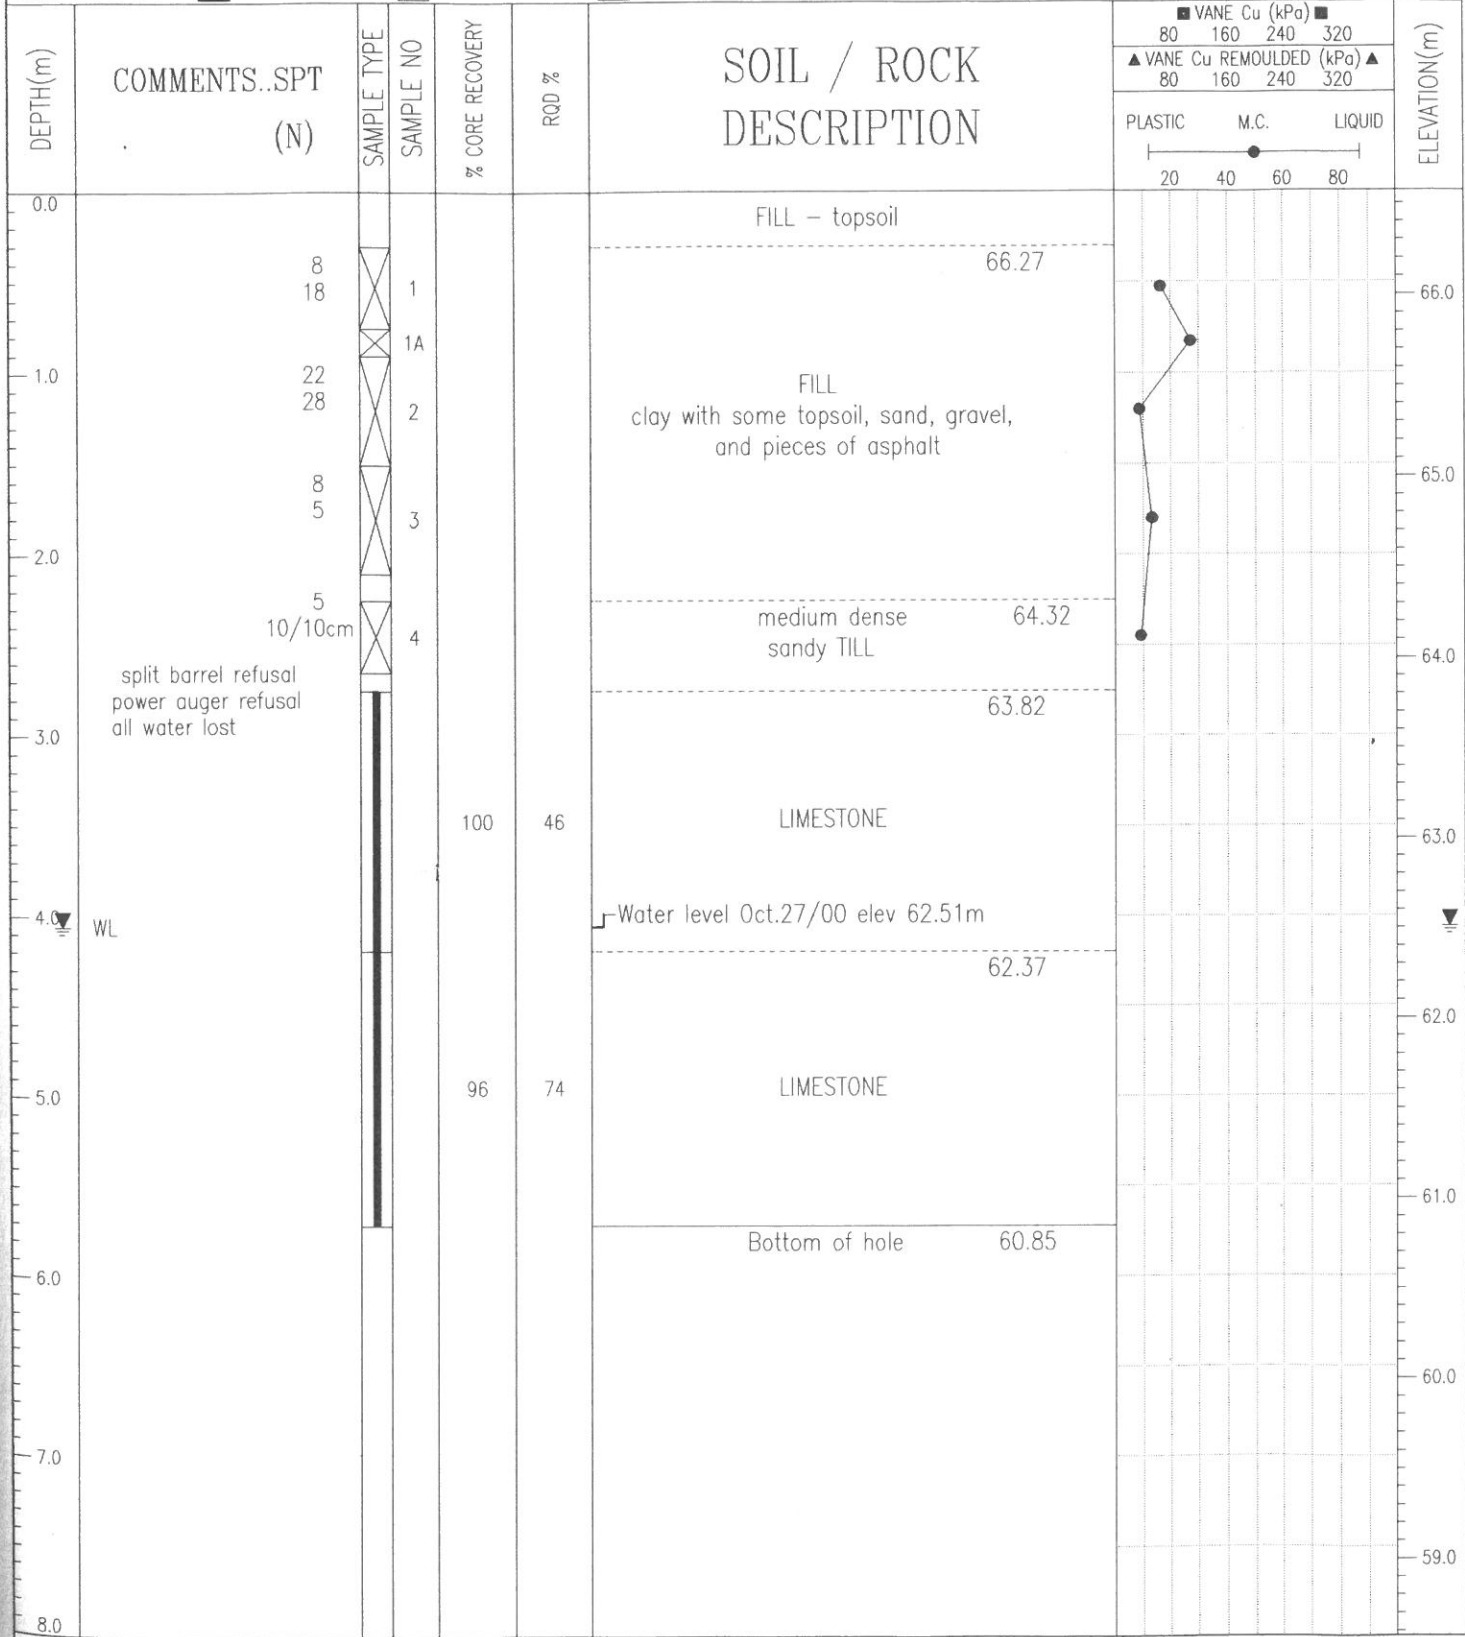 DEPTH(m)
COMMENTS..SPT
(N)
SAMPLE TYPE
SAMPLE NO
% CORE RECOVERY
RQD %
SOIL / ROCK
DESCRIPTION
■ VANE Cu (kPa) ■
80 160 240 320
▲ VANE Cu REMOULDED (kPa) ▲
80 160 240 320
PLASTIC M.C. LIQUID
20 40 60 80
ELEVATION(m)
0.0
FILL – topsoil
66.27
8
18
1
66.0
1A
1.0
22
28
2
FILL
clay with some topsoil, sand, gravel,
and pieces of asphalt
8
5
3
65.0
2.0
5
10/10cm
4
medium dense 64.32
sandy TILL
64.0
split barrel refusal
power auger refusal
all water lost
63.82
3.0
100
46
LIMESTONE
63.0
4.0
WL
Water level Oct.27/00 elev 62.51m
62.37
62.0
5.0
96
74
LIMESTONE
61.0
Bottom of hole 60.85
6.0
60.0
7.0
59.0
8.0